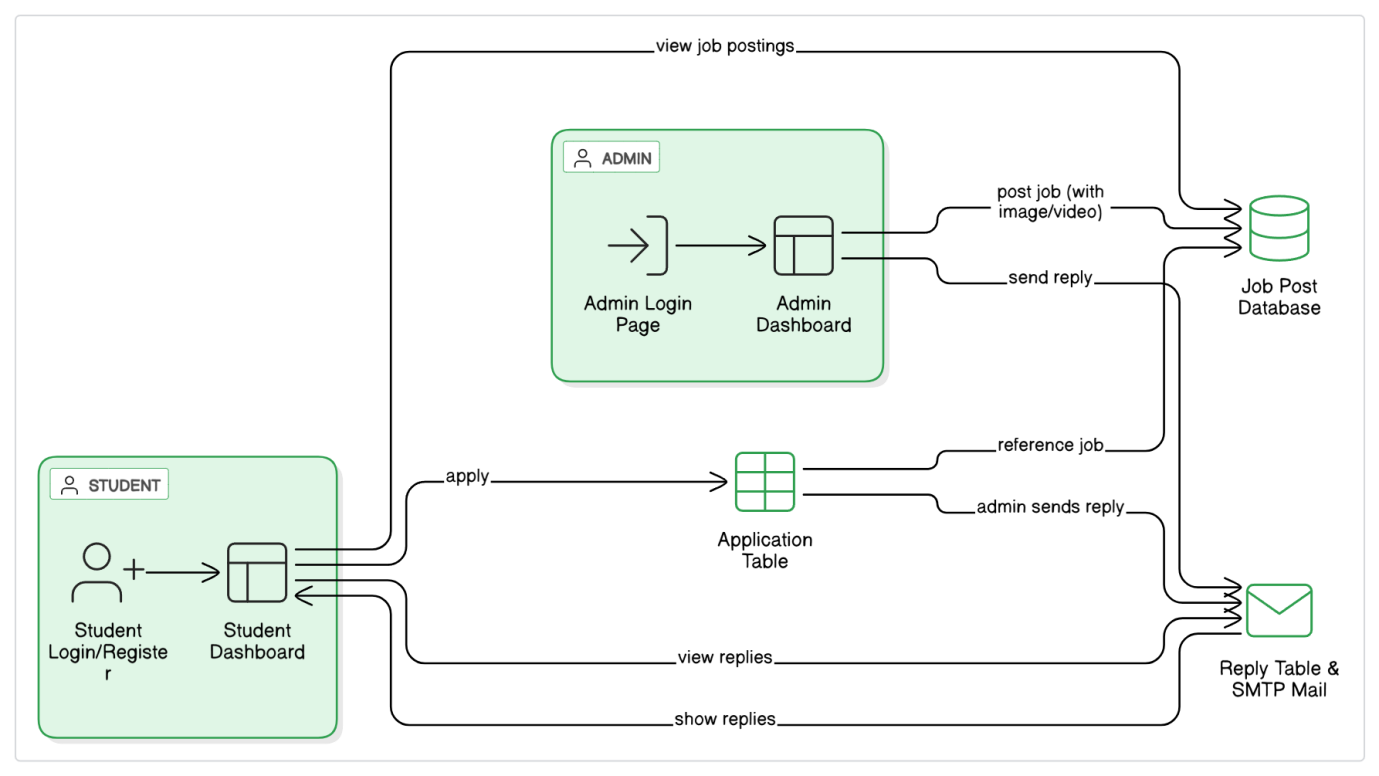 view job postings
ADMIN
post job (with
image/video)
send reply
Admin Login
Page
Admin
Dashboard
Job Post
Database
reference job
apply
admin sends reply
STUDENT
Application
Table
Student
Login/Registe
r
Student
Dashboard
view replies
Reply Table &
SMTP Mail
show replies